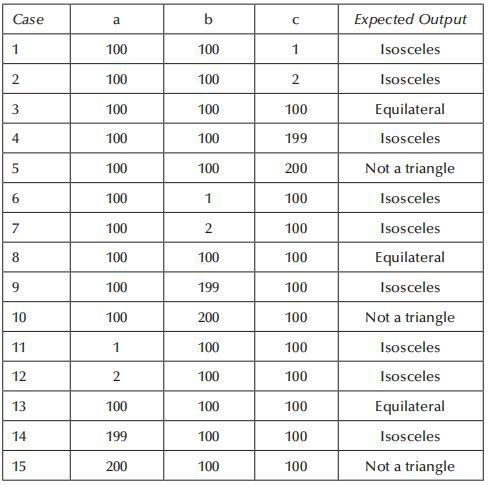 Case a b c Expected Output
1 100 100 1 Isosceles
2 100 100 2 Isosceles
3 100 100 100 Equilateral
4 100 100 199 Isosceles
5 100 100 200 Not a triangle
6 100 1 100 Isosceles
7 100 2 100 Isosceles
8 100 100 100 Equilateral
9 100 199 100 Isosceles
10 100 200 100 Not a triangle
11 1 100 100 Isosceles
12 2 100 100 Isosceles
13 100 100 100 Equilateral
14 199 100 100 Isosceles
15 200 100 100 Not a triangle